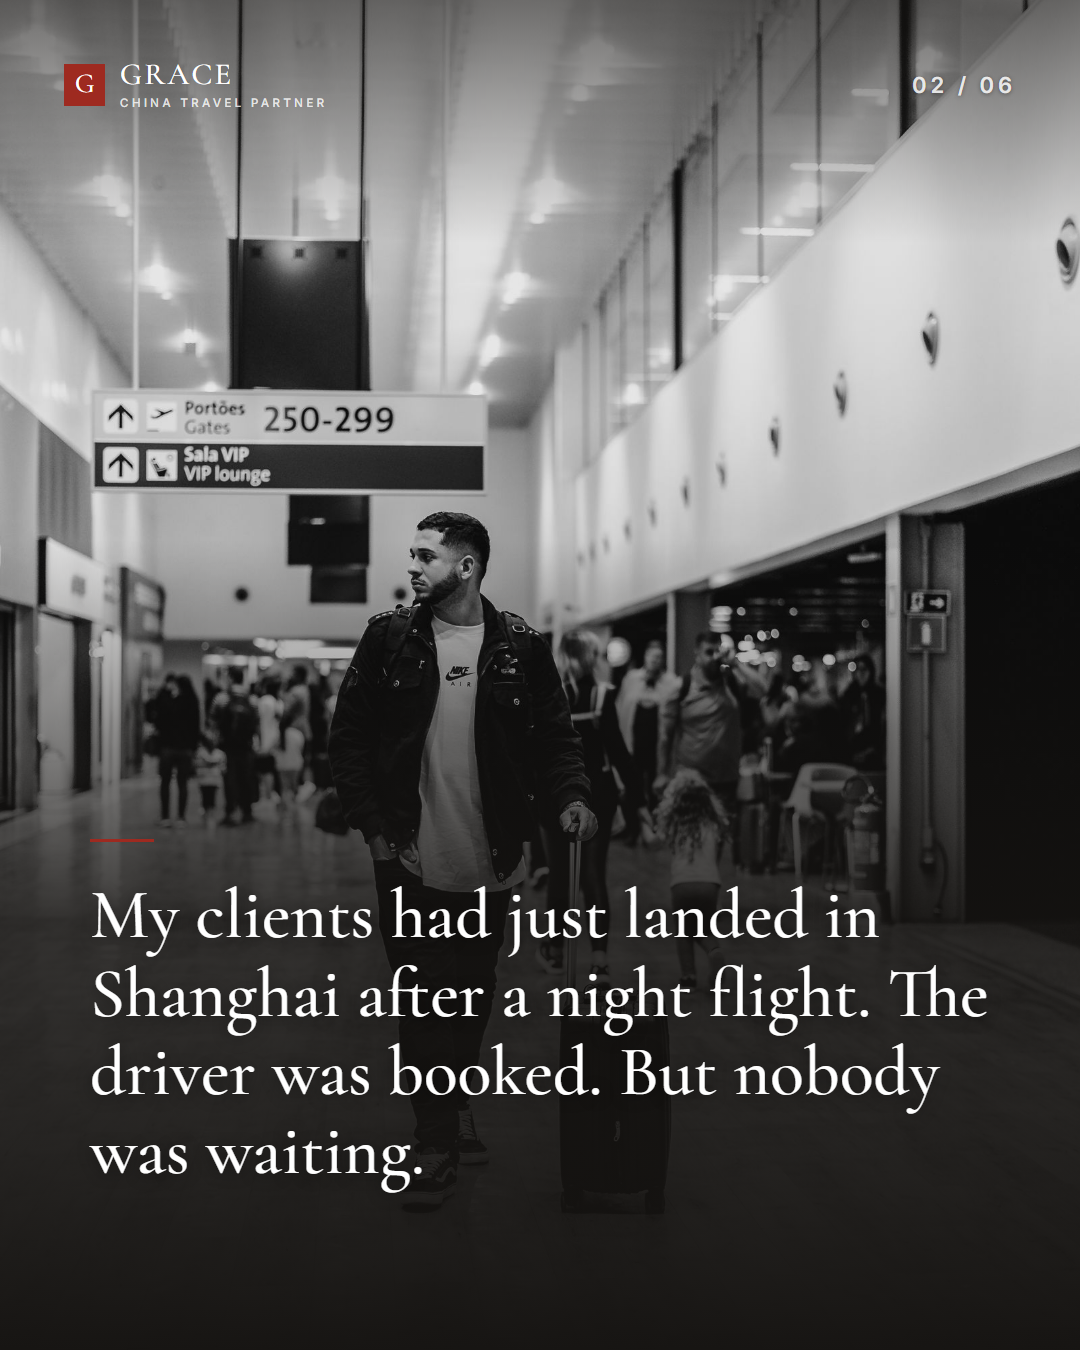 G
GRACE
CHINA TRAVEL PARTNER
02 / 06
Portões
Gates
250-299
Sala VIP
VIP lounge
NIKE
AIR
My clients had just landed in
Shanghai after a night flight. The
driver was booked. But nobody
was waiting.